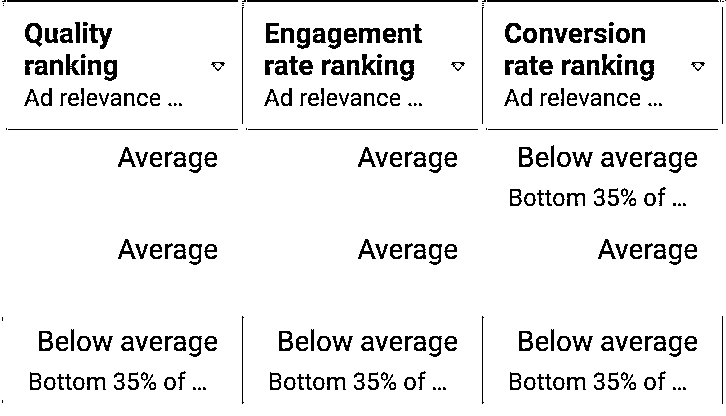 Quality ranking
Ad relevance ...
Engagement rate ranking
Ad relevance ...
Conversion rate ranking
Ad relevance ...
Average
Average
Below average
Bottom 35% of ...
Average
Average
Average
Below average
Bottom 35% of ...
Below average
Bottom 35% of ...
Below average
Bottom 35% of ...